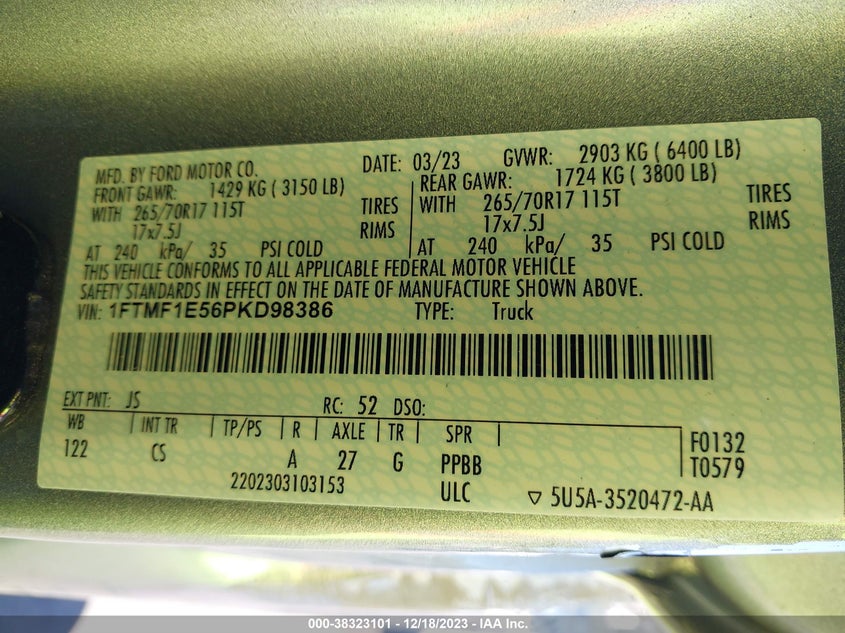 MFD. BY FORD MOTOR CO. DATE: 03/23 GVWR: 2903 KG ( 6400 LB)
FRONT GAWR: 1429 KG ( 3150 LB) REAR GAWR: 1724 KG ( 3800 LB)
WITH 265/70R17 115T TIRES WITH 265/70R17 115T TIRES
17x7.5J RIMS 17x7.5J RIMS
AT 240 kPa/ 35 PSI COLD AT 240 kPa/ 35 PSI COLD
THIS VEHICLE CONFORMS TO ALL APPLICABLE FEDERAL MOTOR VEHICLE
SAFETY STANDARDS IN EFFECT ON THE DATE OF MANUFACTURE SHOWN ABOVE.
VIN: 1FTMF1E56PKD98386 TYPE: Truck
EXT PNT: JS RC: 52 DSO:
WB INT TR TP/PS R AXLE TR SPR F0132
122 CS A 27 G PPBB T0579
2202303103153 ULC ▽ 5U5A-3520472-AA
000-38323101 - 12/18/2023 - IAA Inc.